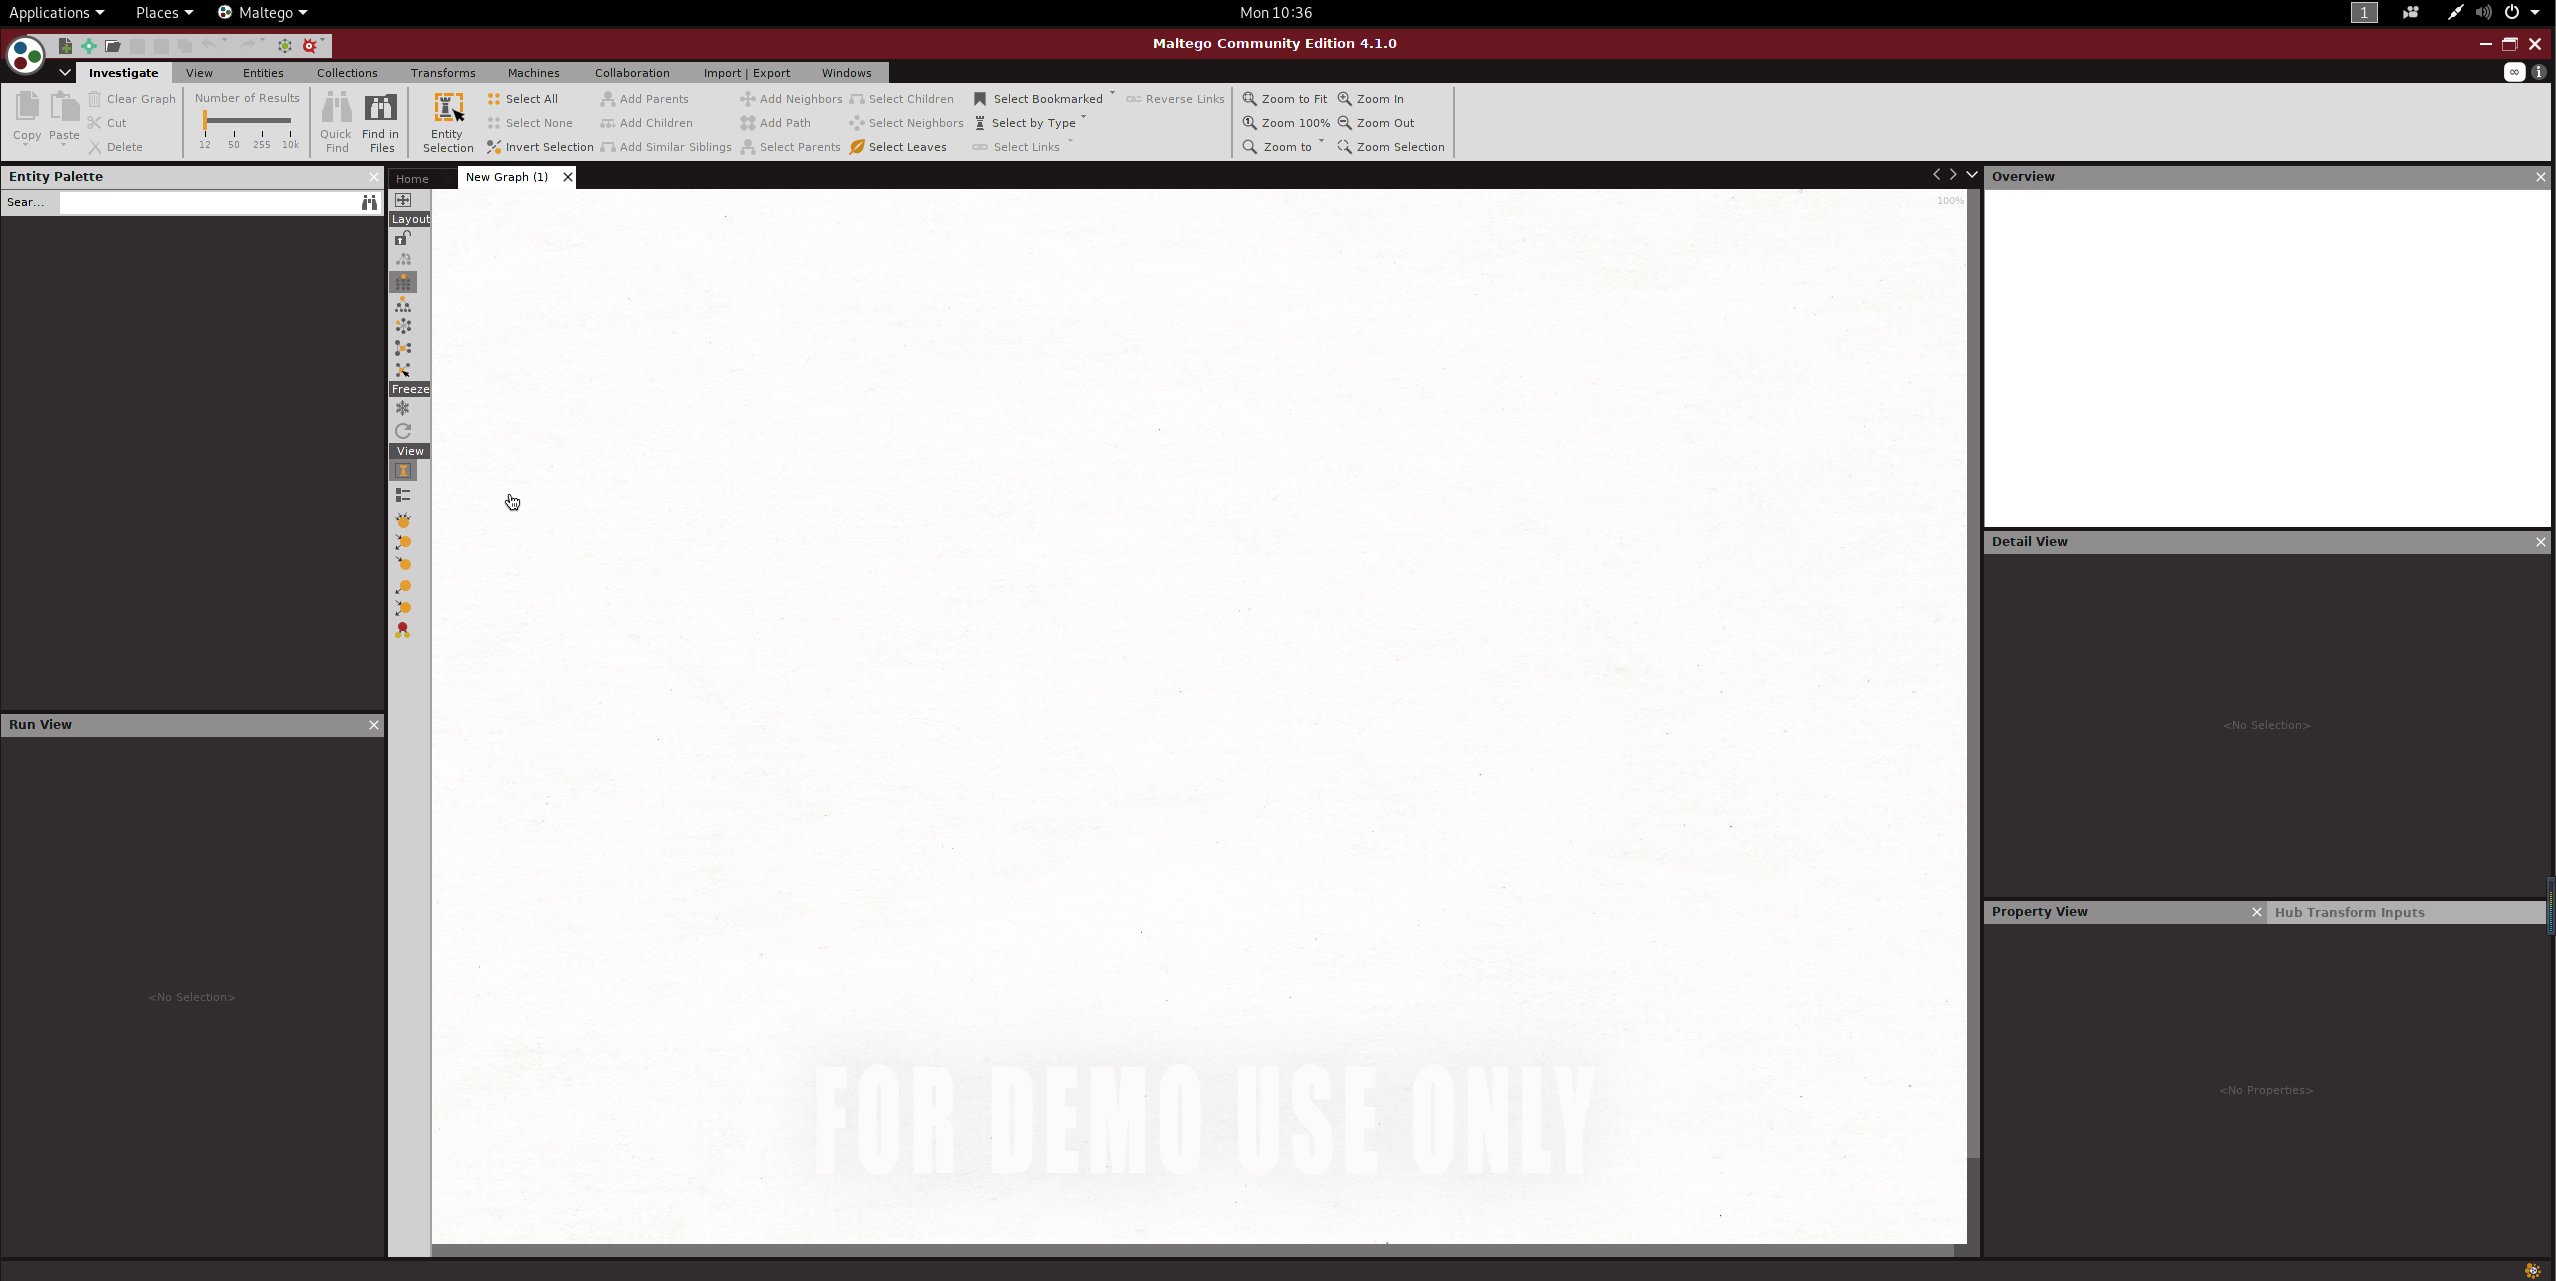 Applications Places Maltego Mon 10:36 1
Maltego Community Edition 4.1.0
Investigate View Entities Collections Transforms Machines Collaboration Import | Export Windows
Clear Graph Number of Results Select All Add Parents Add Neighbors Select Children Select Bookmarked Reverse Links Zoom to Fit Zoom In
Copy Paste Cut Quick Find Find in Files Entity Selection Select None Add Children Add Path Select Neighbors Select by Type Zoom 100% Zoom Out
Delete 12 50 255 10k Invert Selection Add Similar Siblings Select Parents Select Leaves Select Links Zoom to Zoom Selection
Entity Palette
Sear...
Home New Graph (1)
100%
Layout
Freeze
View
Run View
<No Selection>
FOR DEMO USE ONLY
Overview
Detail View
<No Selection>
Property View Hub Transform Inputs
<No Properties>